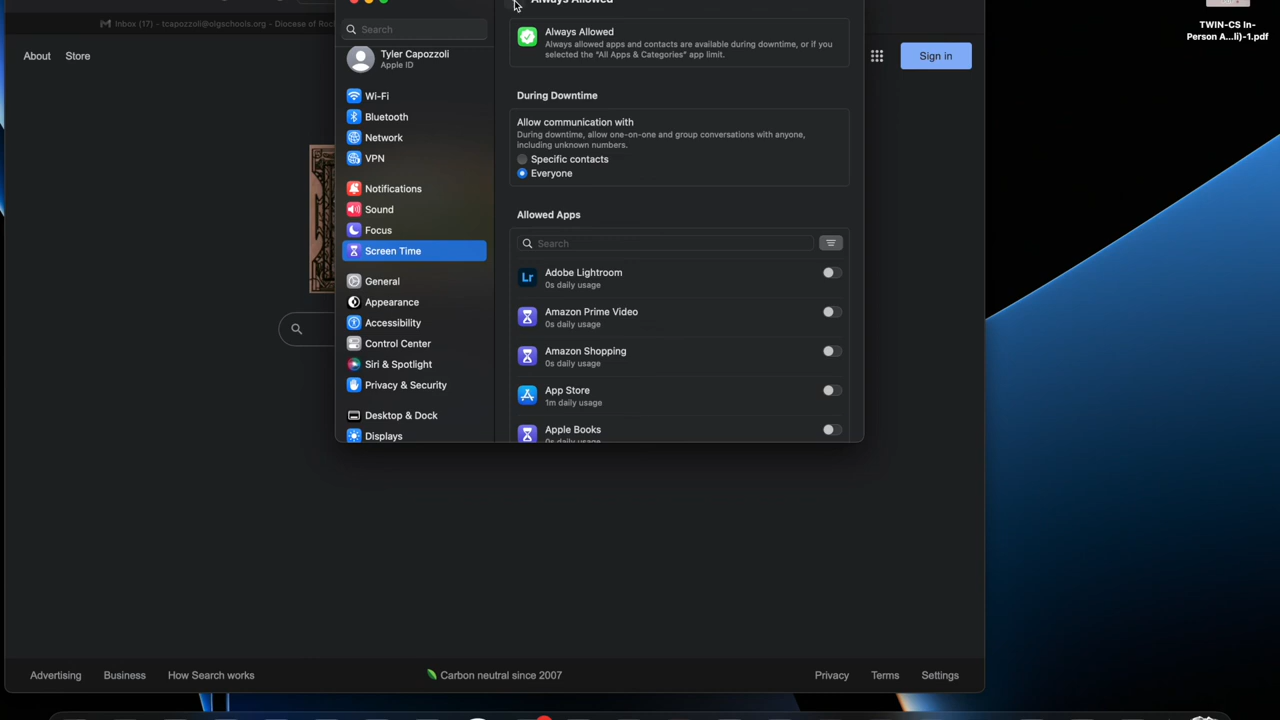 Inbox (17) - tcapozzoli@olgschools.org - Diocese of Roc
TWIN-CS In-
Person A...li)-1.pdf
About
Store
Sign in
Search
Tyler Capozzoli
Apple ID
Wi-Fi
Bluetooth
Network
VPN
Notifications
Sound
Focus
Screen Time
General
Appearance
Accessibility
Control Center
Siri & Spotlight
Privacy & Security
Desktop & Dock
Displays
Always Allowed
Always Allowed
Always allowed apps and contacts are available during downtime, or if you
selected the "All Apps & Categories" app limit.
During Downtime
Allow communication with
During downtime, allow one-on-one and group conversations with anyone,
including unknown numbers.
Specific contacts
Everyone
Allowed Apps
Search
Lr
Adobe Lightroom
0s daily usage
Amazon Prime Video
0s daily usage
Amazon Shopping
0s daily usage
App Store
1m daily usage
Apple Books
0s daily usage
Advertising
Business
How Search works
Carbon neutral since 2007
Privacy
Terms
Settings